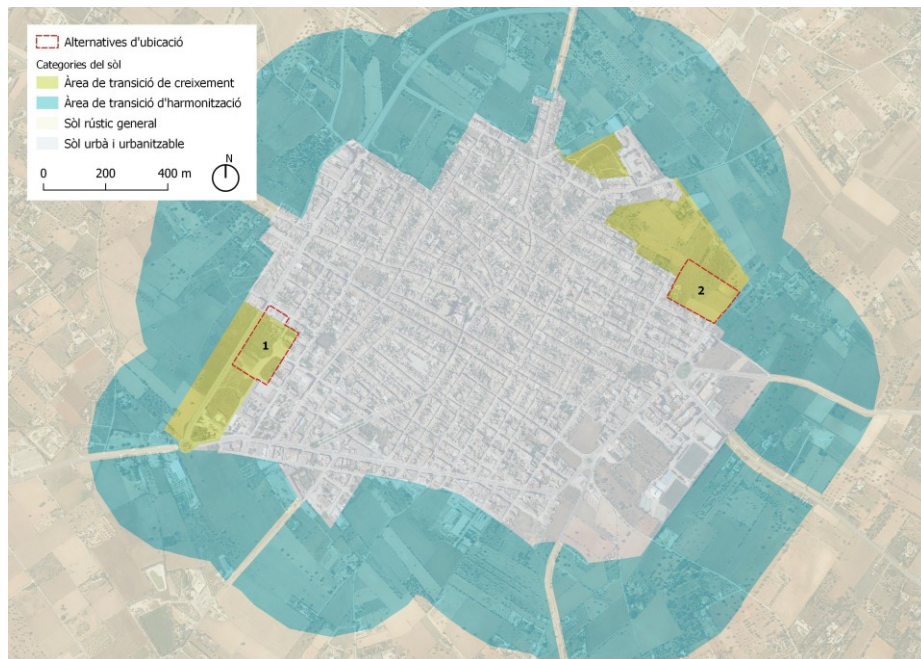 Alternatives d'ubicació
Categories del sòl
Àrea de transició de creixement
Àrea de transició d'harmonització
Sòl rústic general
Sòl urbà i urbanitzable
N
0 200 400 m
1
2